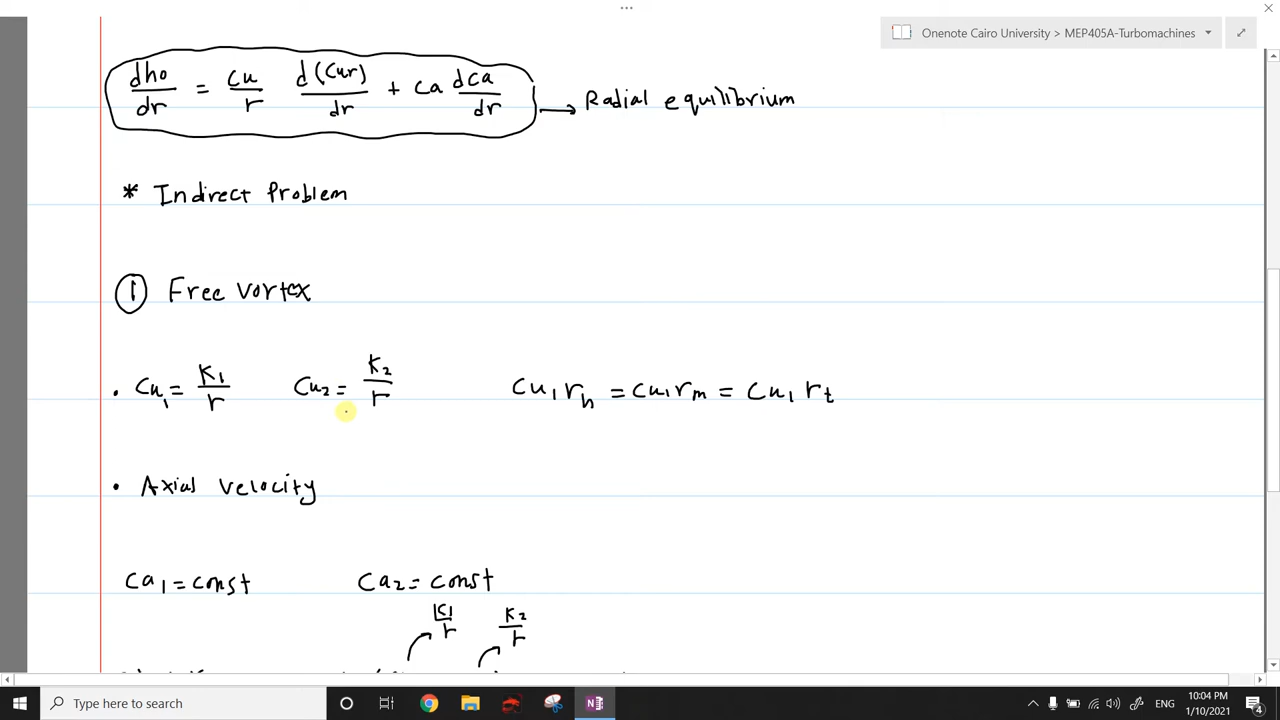 Onenote Cairo University > MEP405A-Turbomachines
dho/dr = Cu/r d(Cur)/dr + Ca dCa/dr → Radial equilibrium
* Indirect Problem
① Free Vortex
• Cu₁ = K₁/r Cu₂ = K₂/r Cu₁ rₕ = Cu₁ rₘ = Cu₁ rₜ
• Axial Velocity
Ca₁ = const Ca₂ = const
K₁/r K₂/r
Type here to search
ENG
10:04 PM
1/10/2021
4